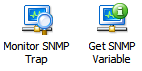 Monitor SNMP
Trap
Get SNMP
Variable